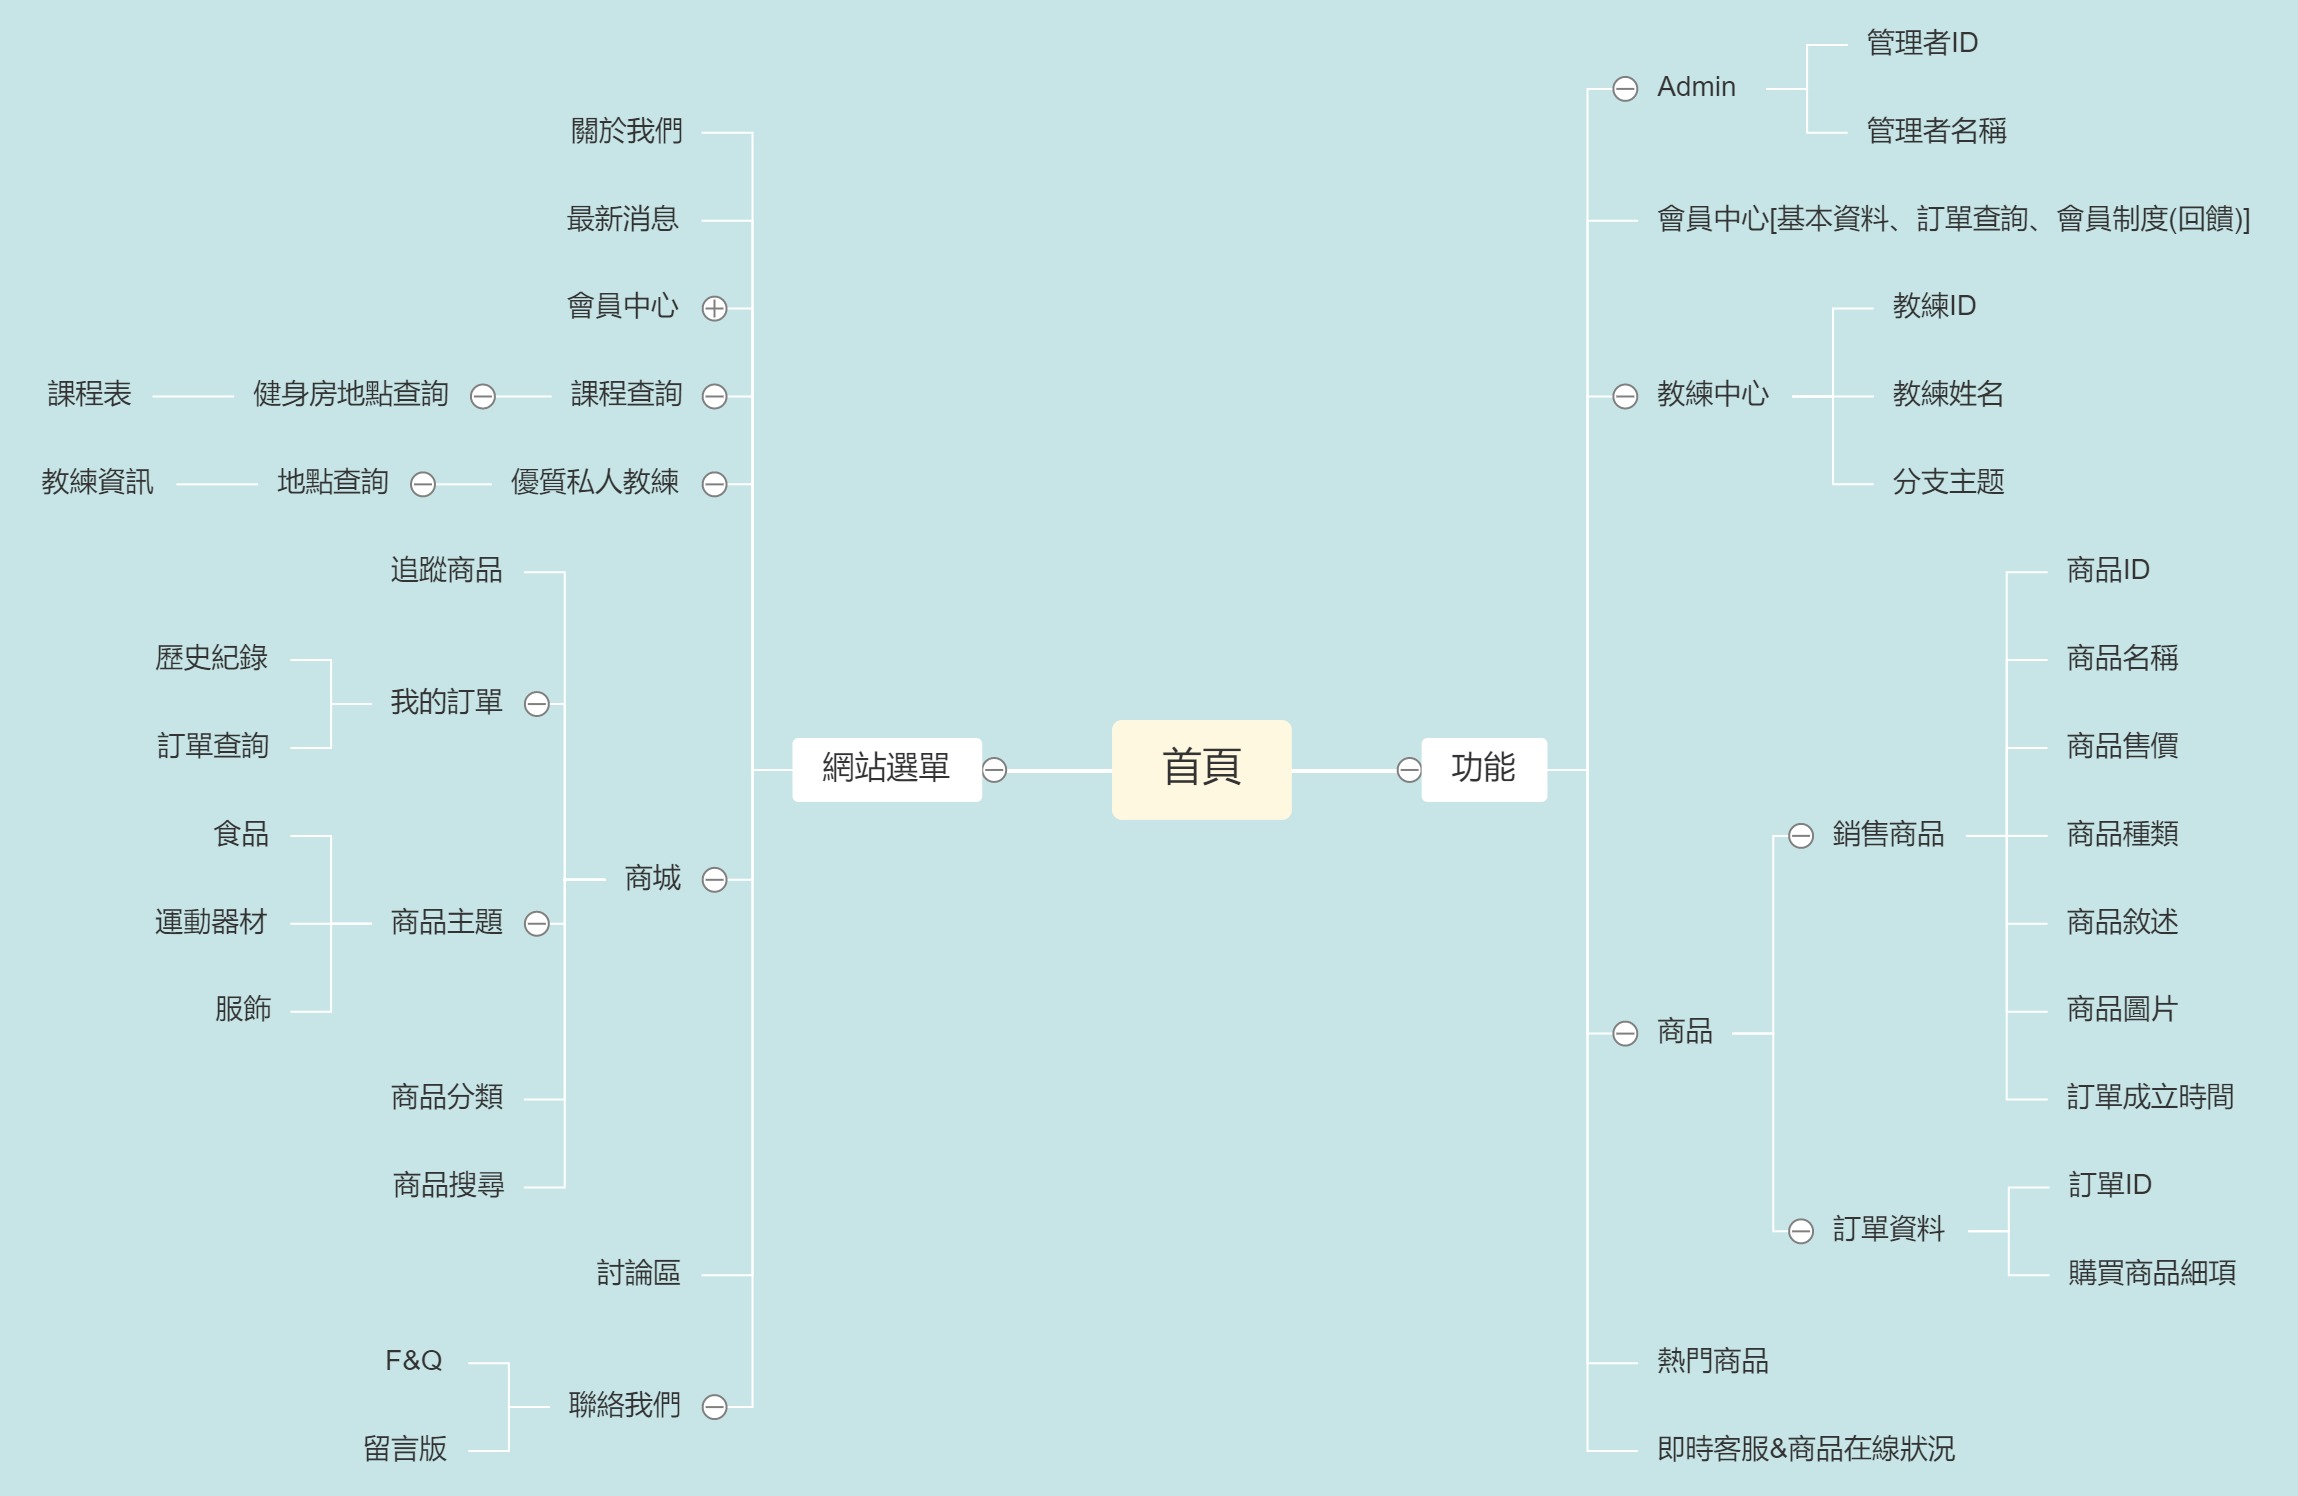 首頁
網站選單
關於我們
最新消息
會員中心
課程查詢
健身房地點查詢
課程表
優質私人教練
地點查詢
教練資訊
商城
追蹤商品
我的訂單
歷史紀錄
訂單查詢
商品主題
食品
運動器材
服飾
商品分類
商品搜尋
討論區
聯絡我們
F&Q
留言版
功能
Admin
管理者ID
管理者名稱
會員中心[基本資料、訂單查詢、會員制度(回饋)]
教練中心
教練ID
教練姓名
分支主题
商品
銷售商品
商品ID
商品名稱
商品售價
商品種類
商品敘述
商品圖片
訂單成立時間
訂單資料
訂單ID
購買商品細項
熱門商品
即時客服&商品在線狀況